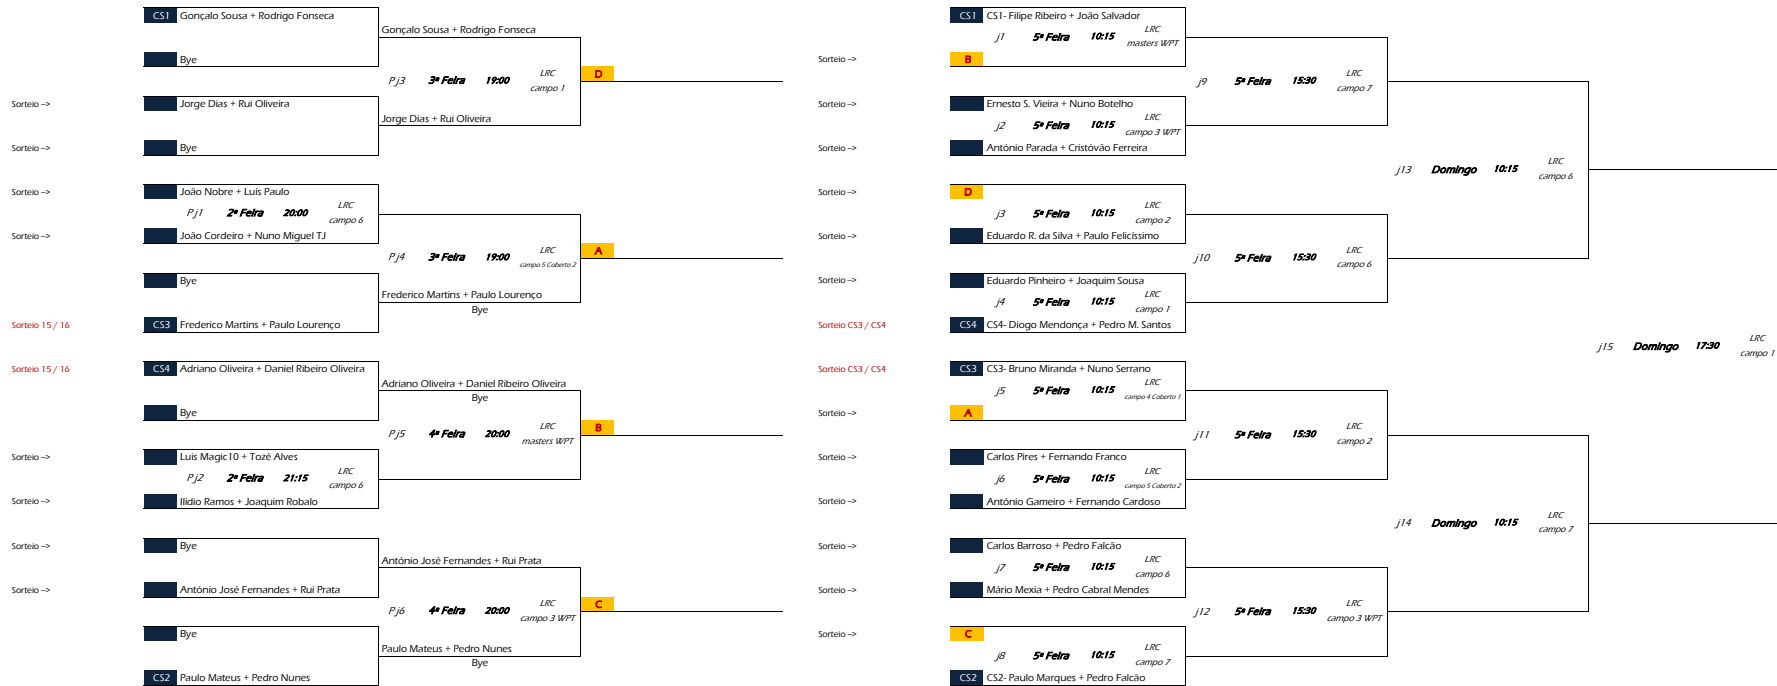 CS1 Gonçalo Sousa + Rodrigo Fonseca
Gonçalo Sousa + Rodrigo Fonseca
Bye
P j3 3ª Feira 19:00 LRC
campo 1
D
Sorteio -->
Jorge Dias + Rui Oliveira
Jorge Dias + Rui Oliveira
Sorteio -->
Bye
Sorteio -->
João Nobre + Luís Paulo
P j1 2ª Feira 20:00 LRC
campo 6
Sorteio -->
João Cordeiro + Nuno Miguel TJ
P j4 3ª Feira 19:00 LRC
campo 5 Coberto 2
A
Bye
Frederico Martins + Paulo Lourenço
Bye
Sorteio 15 / 16
CS3 Frederico Martins + Paulo Lourenço
Sorteio 15 / 16
CS4 Adriano Oliveira + Daniel Ribeiro Oliveira
Adriano Oliveira + Daniel Ribeiro Oliveira
Bye
Bye
P j5 4ª Feira 20:00 LRC
masters WPT
B
Sorteio -->
Luís Magic10 + Tozé Alves
P j2 2ª Feira 21:15 LRC
campo 6
Sorteio -->
Ilídio Ramos + Joaquim Robalo
Sorteio -->
Bye
António José Fernandes + Rui Prata
Sorteio -->
António José Fernandes + Rui Prata
P j6 4ª Feira 20:00 LRC
campo 3 WPT
C
Bye
Paulo Mateus + Pedro Nunes
Bye
CS2 Paulo Mateus + Pedro Nunes
CS1 CS1- Filipe Ribeiro + João Salvador
j1 5ª Feira 10:15 LRC
masters WPT
Sorteio -->
B
j9 5ª Feira 15:30 LRC
campo 7
Sorteio -->
Ernesto S. Vieira + Nuno Botelho
j2 5ª Feira 10:15 LRC
campo 3 WPT
Sorteio -->
António Parada + Cristóvão Ferreira
j13 Domingo 10:15 LRC
campo 6
Sorteio -->
D
j3 5ª Feira 10:15 LRC
campo 2
Sorteio -->
Eduardo R. da Silva + Paulo Felicíssimo
j10 5ª Feira 15:30 LRC
campo 6
Sorteio -->
Eduardo Pinheiro + Joaquim Sousa
j4 5ª Feira 10:15 LRC
campo 1
Sorteio CS3 / CS4
CS4 CS4- Diogo Mendonça + Pedro M. Santos
j15 Domingo 17:30 LRC
campo 1
Sorteio CS3 / CS4
CS3 CS3- Bruno Miranda + Nuno Serrano
j5 5ª Feira 10:15 LRC
campo 4 Coberto 1
Sorteio -->
A
j11 5ª Feira 15:30 LRC
campo 2
Sorteio -->
Carlos Pires + Fernando Franco
j6 5ª Feira 10:15 LRC
campo 5 Coberto 2
Sorteio -->
António Gameiro + Fernando Cardoso
j14 Domingo 10:15 LRC
campo 7
Sorteio -->
Carlos Barroso + Pedro Falcão
j7 5ª Feira 10:15 LRC
campo 6
Sorteio -->
Mário Mexia + Pedro Cabral Mendes
j12 5ª Feira 15:30 LRC
campo 3 WPT
Sorteio -->
C
j8 5ª Feira 10:15 LRC
campo 7
CS2 CS2- Paulo Marques + Pedro Falcão